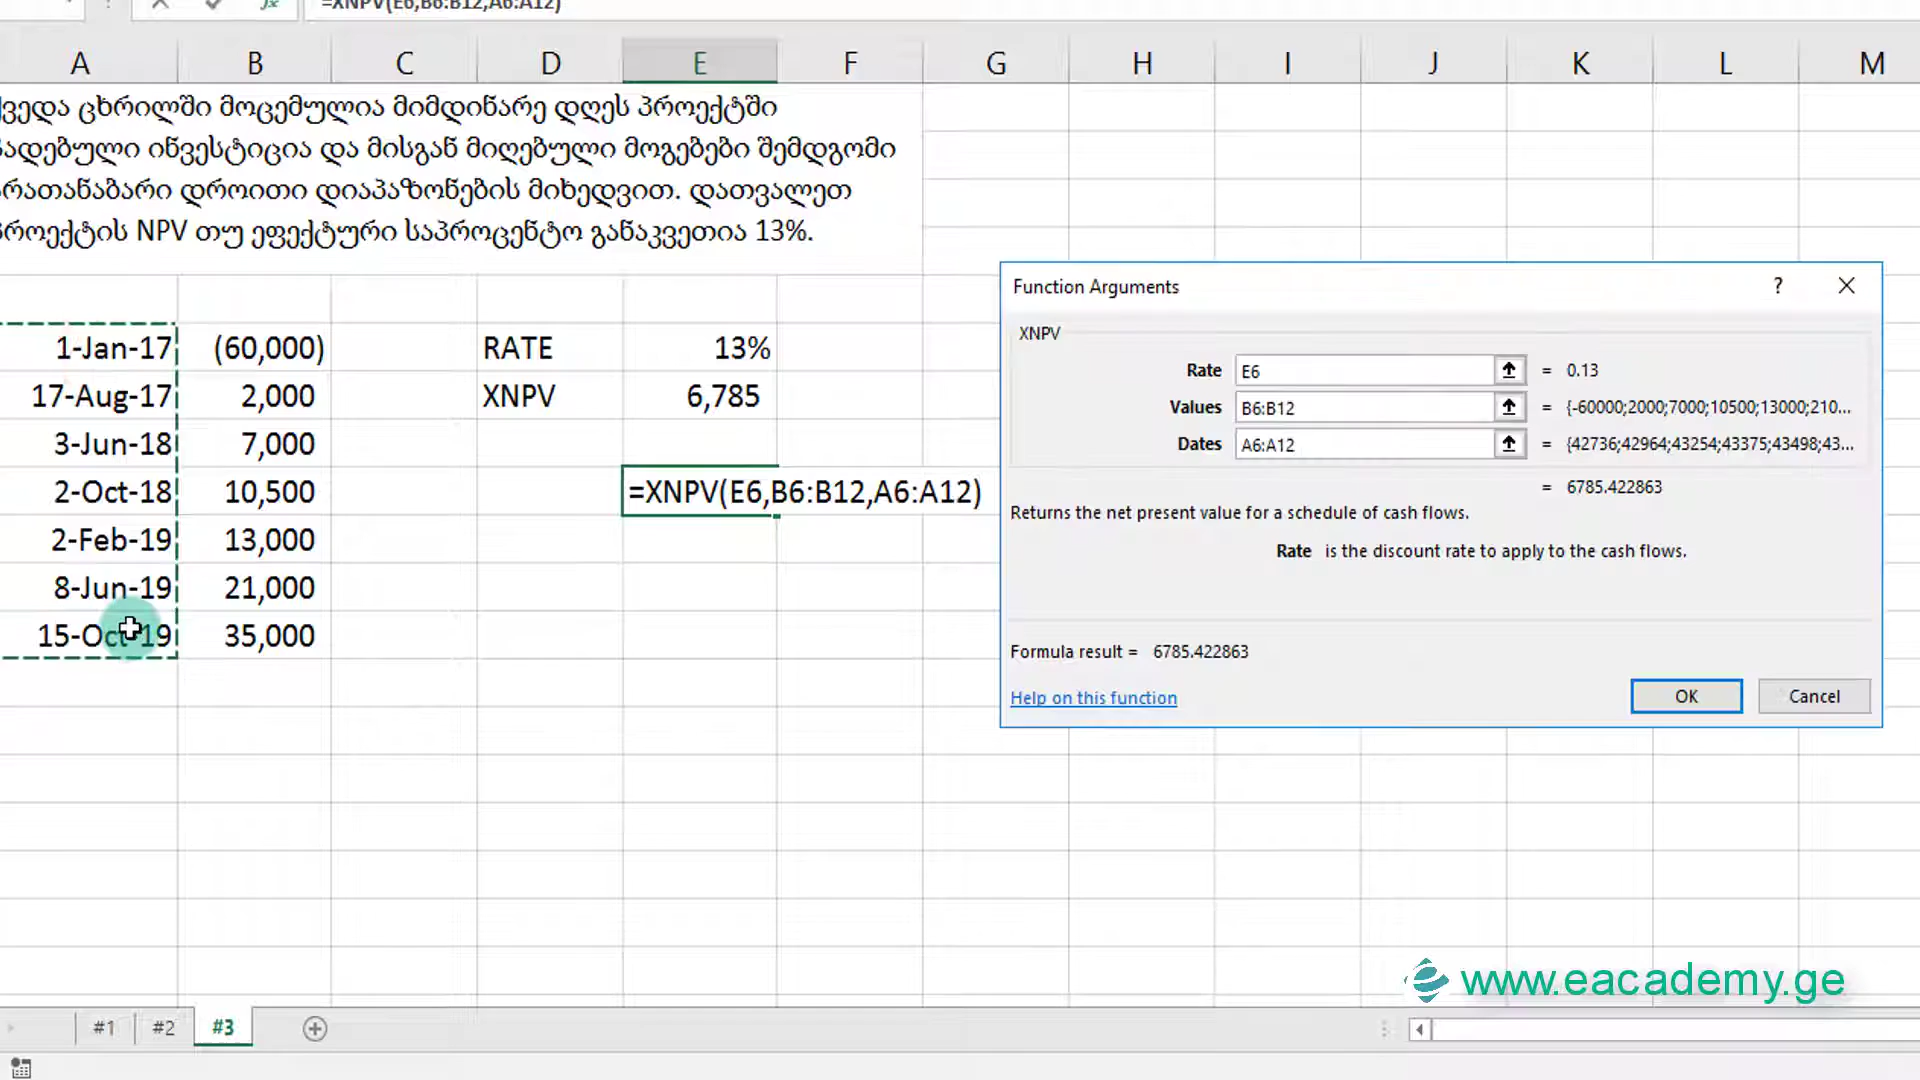 =XNPV(E6,B6:B12,A6:A12)
A B C D E F G H I J K L M
ცხრილში მოცემულია მიმდინარე დღეს პროექტში
ინვესტიცია და მისგან მიღებული მოგებები შემდგომი
დროითი დიაპაზონების მიხედვით. დათვალეთ
NPV თუ ეფექტური საპროცენტო განაკვეთია 13%.
1-Jan-17 (60,000) RATE 13%
17-Aug-17 2,000 XNPV 6,785
3-Jun-18 7,000
2-Oct-18 10,500 =XNPV(E6,B6:B12,A6:A12)
2-Feb-19 13,000
8-Jun-19 21,000
15-Oct-19 35,000
Function Arguments ?
XNPV
Rate E6 = 0.13
Values B6:B12 = {-60000;2000;7000;10500;13000;210...
Dates A6:A12 = {42736;42964;43254;43375;43498;43...
= 6785.422863
Returns the net present value for a schedule of cash flows.
Rate is the discount rate to apply to the cash flows.
Formula result = 6785.422863
Help on this function
OK Cancel
www.eacademy.ge
#1 #2 #3